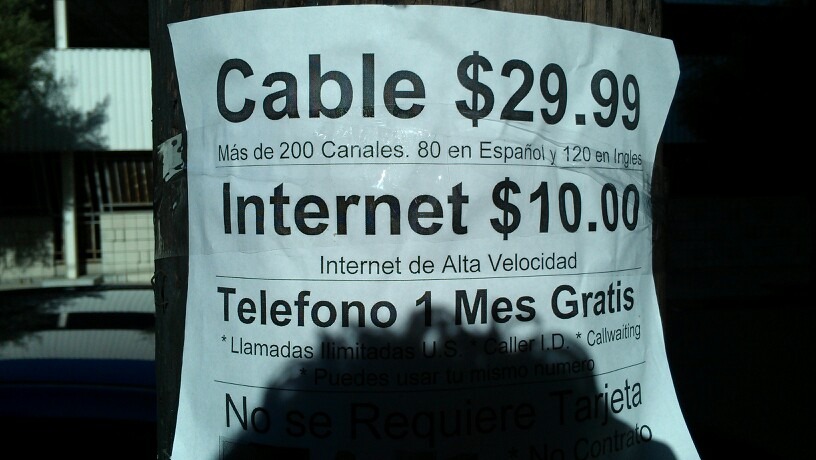 Cable $29.99
Más de 200 Canales. 80 en Español y 120 en Ingles
Internet $10.00
Internet de Alta Velocidad
Telefono 1 Mes Gratis
* Llamadas Ilimitadas U.S. * Caller I.D. * Callwaiting
* Puedes usar tu mismo numero
No se Requiere Tarjeta
* No Contrato